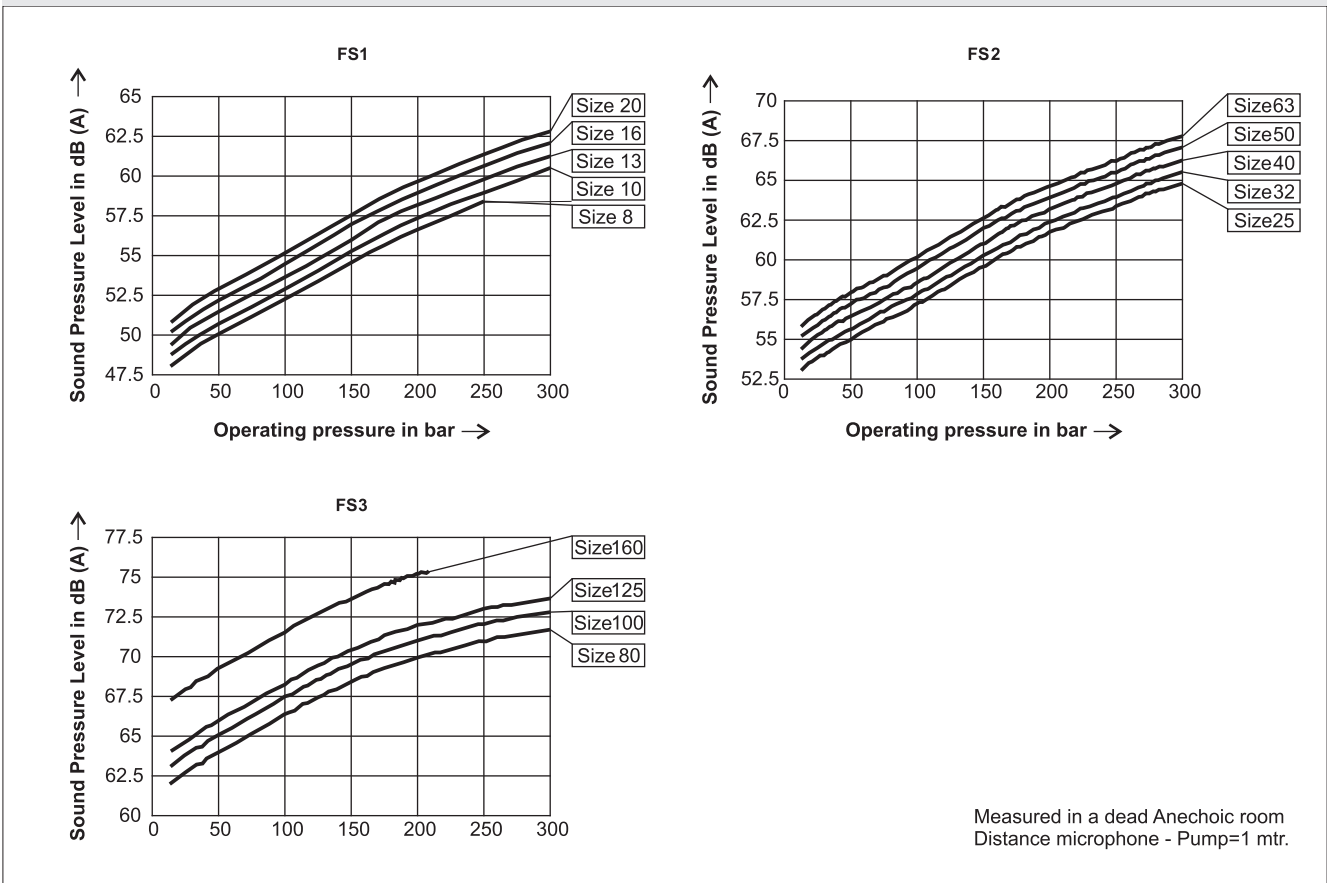 FS1
Sound Pressure Level in dB (A)
65
62.5
60
57.5
55
52.5
50
47.5
0 50 100 150 200 250 300
Operating pressure in bar
Size 20
Size 16
Size 13
Size 10
Size 8
FS2
Sound Pressure Level in dB (A)
70
67.5
65
62.5
60
57.5
55
52.5
0 50 100 150 200 250 300
Operating pressure in bar
Size63
Size50
Size40
Size32
Size25
FS3
Sound Pressure Level in dB (A)
77.5
75
72.5
70
67.5
65
62.5
60
0 50 100 150 200 250 300
Size160
Size125
Size100
Size 80
Measured in a dead Anechoic room
Distance microphone - Pump=1 mtr.